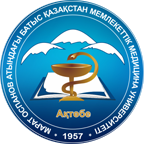 МАРАТ ОСПАНОВ АТЫНДАҒЫ БАТЫС ҚАЗАҚСТАН МЕМЛЕКЕТТІК МЕДИЦИНА УНИВЕРСИТЕТІ
Ақтөбе
• 1957 •